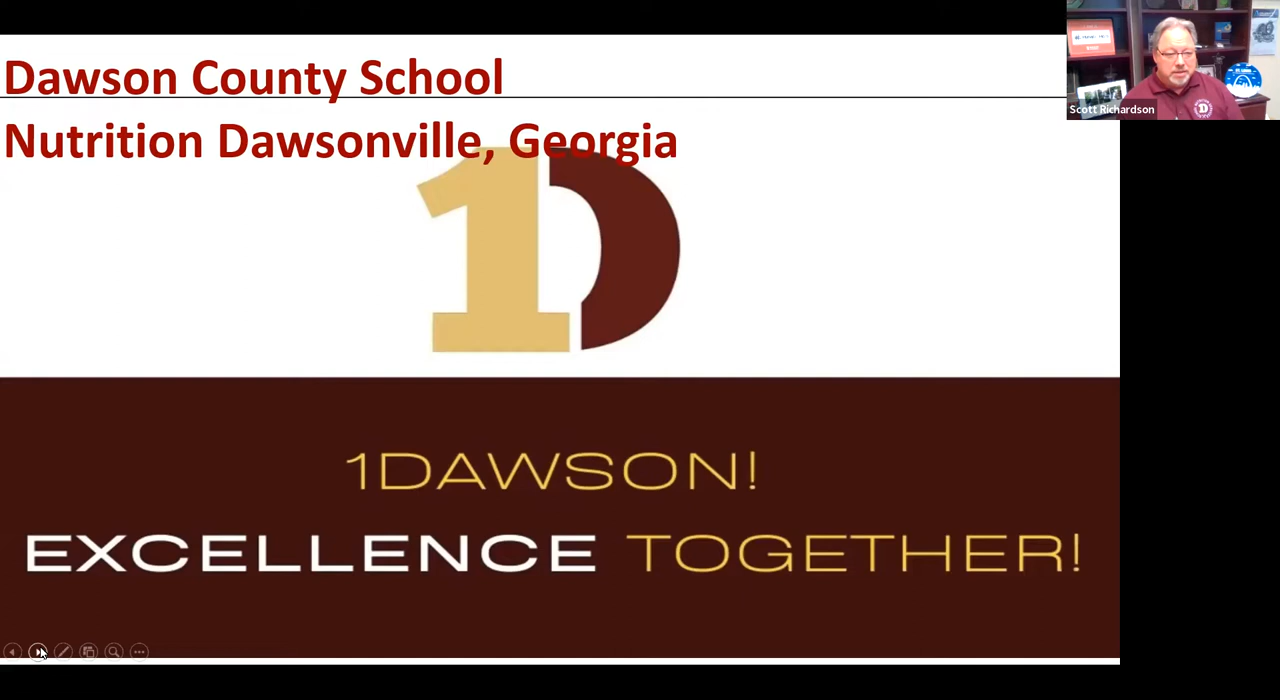 Dawson County School
Nutrition Dawsonville, Georgia
1D
1DAWSON!
EXCELLENCE TOGETHER!
Scott Richardson